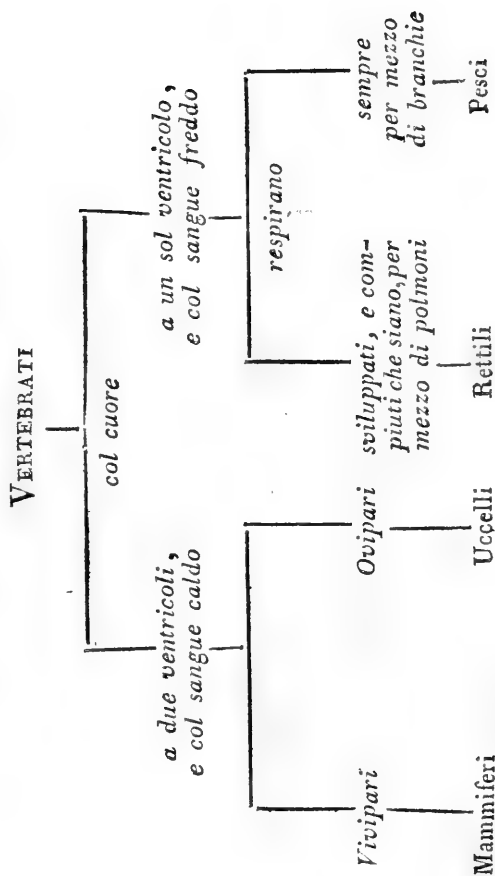 VERTEBRATI
col cuore
a due ventricoli,
e col sangue caldo
a un sol ventricolo,
e col sangue freddo
respirano
Vivipari
Ovipari
sviluppati, e com-
piuti che siano, per
mezzo di polmoni
sempre
per mezzo
di branchie
Mammiferi
Uccelli
Rettili
Pesci